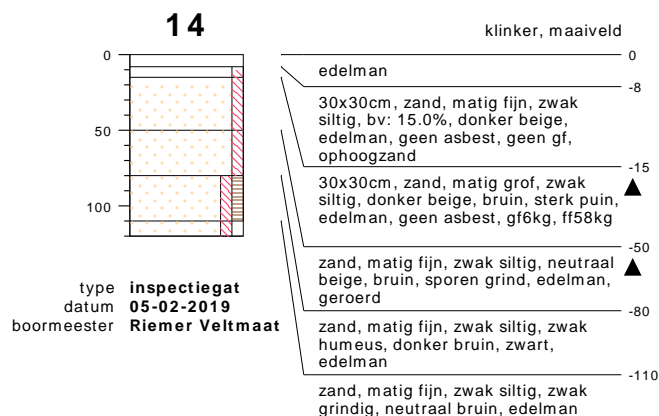 14
klinker, maaiveld
0
0
edelman
-8
30x30cm, zand, matig fijn, zwak
siltig, bv: 15.0%, donker beige,
edelman, geen asbest, geen gf,
ophoogzand
-15
30x30cm, zand, matig grof, zwak
siltig, donker beige, bruin, sterk puin,
edelman, geen asbest, gf6kg, ff58kg
50
-50
zand, matig fijn, zwak siltig, neutraal
beige, bruin, sporen grind, edelman,
geroerd
-80
100
zand, matig fijn, zwak siltig, zwak
humeus, donker bruin, zwart,
edelman
-110
zand, matig fijn, zwak siltig, zwak
grindig, neutraal bruin, edelman
type inspectiegat
datum 05-02-2019
boormeester Riemer Veltmaat